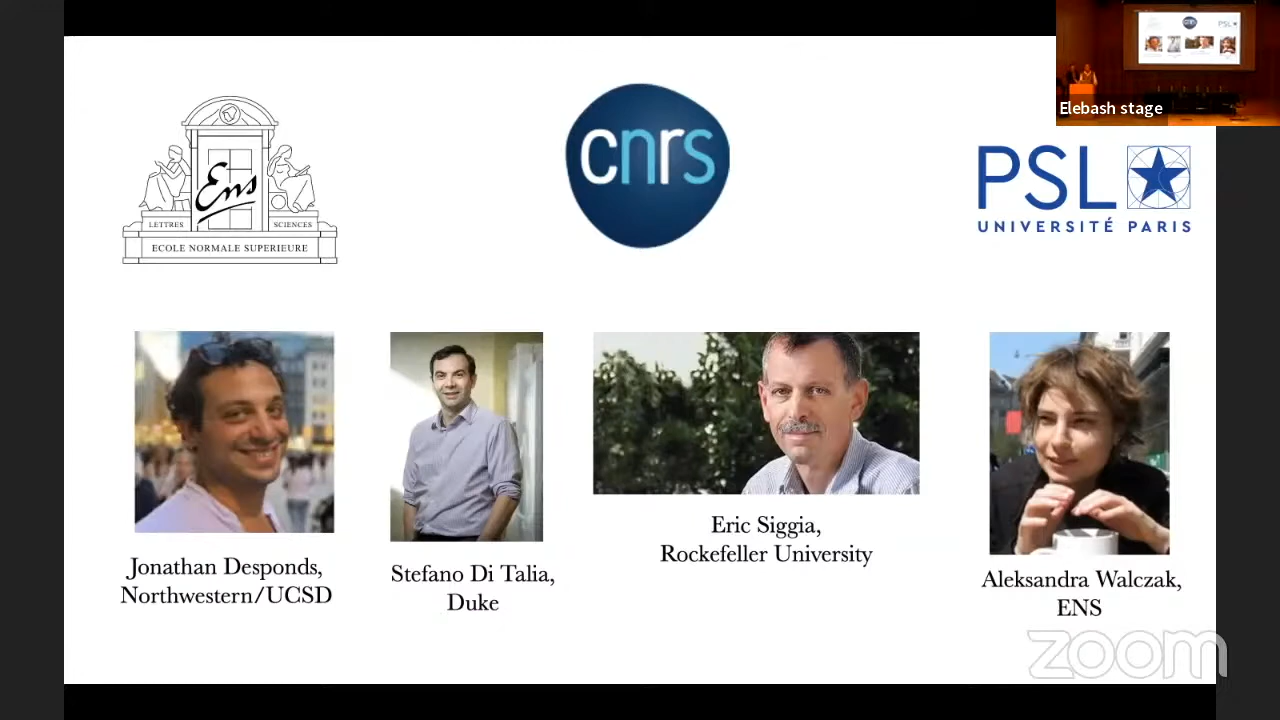 Elebash stage
Ens
LETTRES
SCIENCES
ECOLE NORMALE SUPERIEURE
cnrs
PSL
UNIVERSITÉ PARIS
Jonathan Desponds,
Northwestern/UCSD
Stefano Di Talia,
Duke
Eric Siggia,
Rockefeller University
Aleksandra Walczak,
ENS
zoom